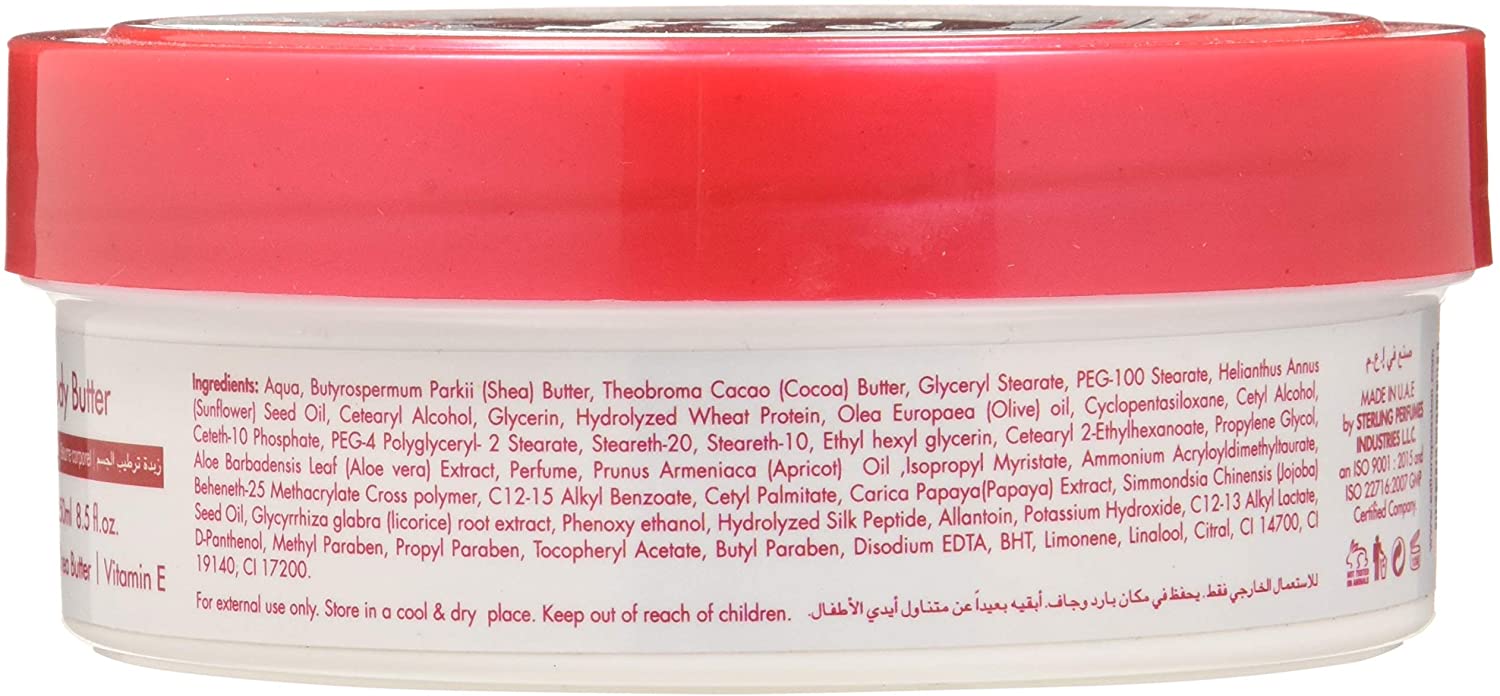 Body Butter
زبدة ترطيب الجسم
8.5 fl.oz.
Butter | Vitamin E
Ingredients: Aqua, Butyrospermum Parkii (Shea) Butter, Theobroma Cacao (Cocoa) Butter, Glyceryl Stearate, PEG-100 Stearate, Helianthus Annus
(Sunflower) Seed Oil, Cetearyl Alcohol, Glycerin, Hydrolyzed Wheat Protein, Olea Europaea (Olive) oil, Cyclopentasiloxane, Cetyl Alcohol,
Ceteth-10 Phosphate, PEG-4 Polyglyceryl- 2 Stearate, Steareth-20, Steareth-10, Ethyl hexyl glycerin, Cetearyl 2-Ethylhexanoate, Propylene Glycol,
Aloe Barbadensis Leaf (Aloe vera) Extract, Perfume, Prunus Armeniaca (Apricot) Oil ,Isopropyl Myristate, Ammonium Acryloyldimethyltaurate,
Beheneth-25 Methacrylate Cross polymer, C12-15 Alkyl Benzoate, Cetyl Palmitate, Carica Papaya(Papaya) Extract, Simmondsia Chinensis (Jojoba)
Seed Oil, Glycyrrhiza glabra (licorice) root extract, Phenoxy ethanol, Hydrolyzed Silk Peptide, Allantoin, Potassium Hydroxide, C12-13 Alkyl Lactate,
D-Panthenol, Methyl Paraben, Propyl Paraben, Tocopheryl Acetate, Butyl Paraben, Disodium EDTA, BHT, Limonene, Linalool, Citral, CI 14700, CI
19140, CI 17200.
For external use only. Store in a cool & dry place. Keep out of reach of children.
للاستعمال الخارجي فقط. يحفظ في مكان بارد وجاف. أبقيه بعيداً عن متناول أيدي الأطفال.
صنع في إ.ع.م
MADE IN U.A.E
by STERLING PERFUMES
INDUSTRIES L.L.C.
an ISO 9001 : 2015 and
ISO 22716:2007 GMP
Certified Company.
NOT TESTED
ON ANIMALS